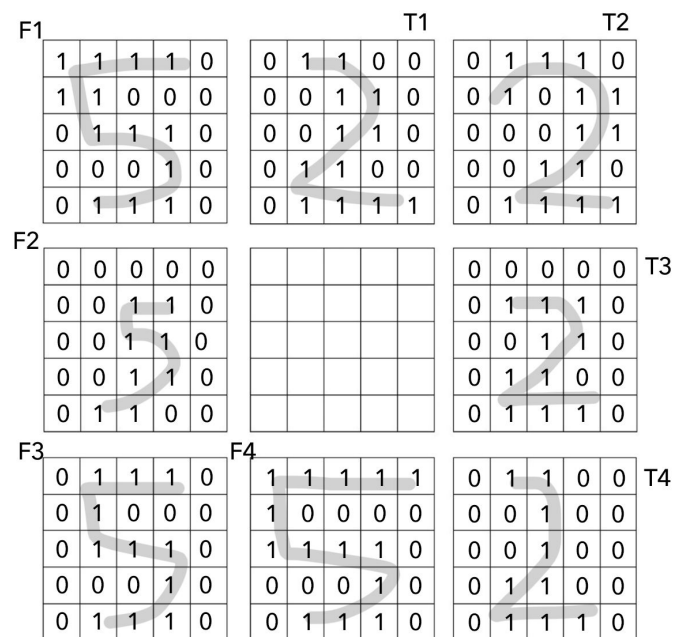 F1 T1 T2
1 1 1 1 0 0 1 1 0 0 0 1 1 1 0
1 1 0 0 0 0 0 1 1 0 0 1 0 1 1
0 1 1 1 0 0 0 1 1 0 0 0 0 1 1
0 0 0 1 0 0 1 1 0 0 0 0 1 1 0
0 1 1 1 0 0 1 1 1 1 0 1 1 1 1
F2
0 0 0 0 0 0 0 0 0 0 T3
0 0 1 1 0 0 1 1 1 0
0 0 1 1 0 0 0 1 1 0
0 0 1 1 0 0 1 1 0 0
0 1 1 0 0 0 1 1 1 0
F3 F4
0 1 1 1 0 1 1 1 1 1 0 1 1 0 0 T4
0 1 0 0 0 1 0 0 0 0 0 0 1 0 0
0 1 1 1 0 1 1 1 1 0 0 0 1 0 0
0 0 0 1 0 0 0 0 1 0 0 1 1 0 0
0 1 1 1 0 0 1 1 1 0 0 1 1 1 0